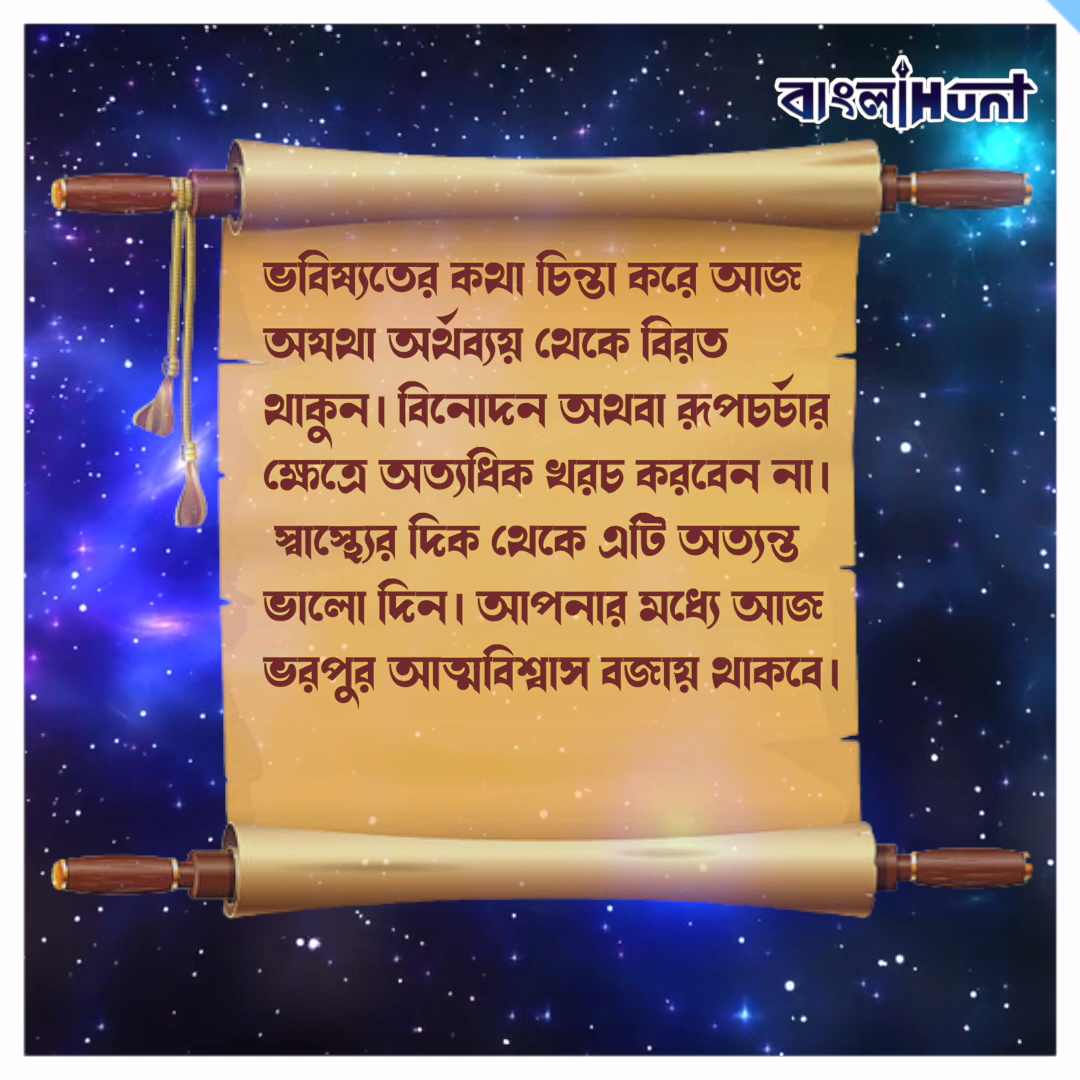 বাংলাHunt
ভবিষ্যতের কথা চিন্তা করে আজ
অযথা অর্থব্যয় থেকে বিরত
থাকুন। বিনোদন অথবা রূপচর্চার
ক্ষেত্রে অত্যধিক খরচ করবেন না।
স্বাস্থ্যের দিক থেকে এটি অত্যন্ত
ভালো দিন। আপনার মধ্যে আজ
ভরপুর আত্মবিশ্বাস বজায় থাকবে।